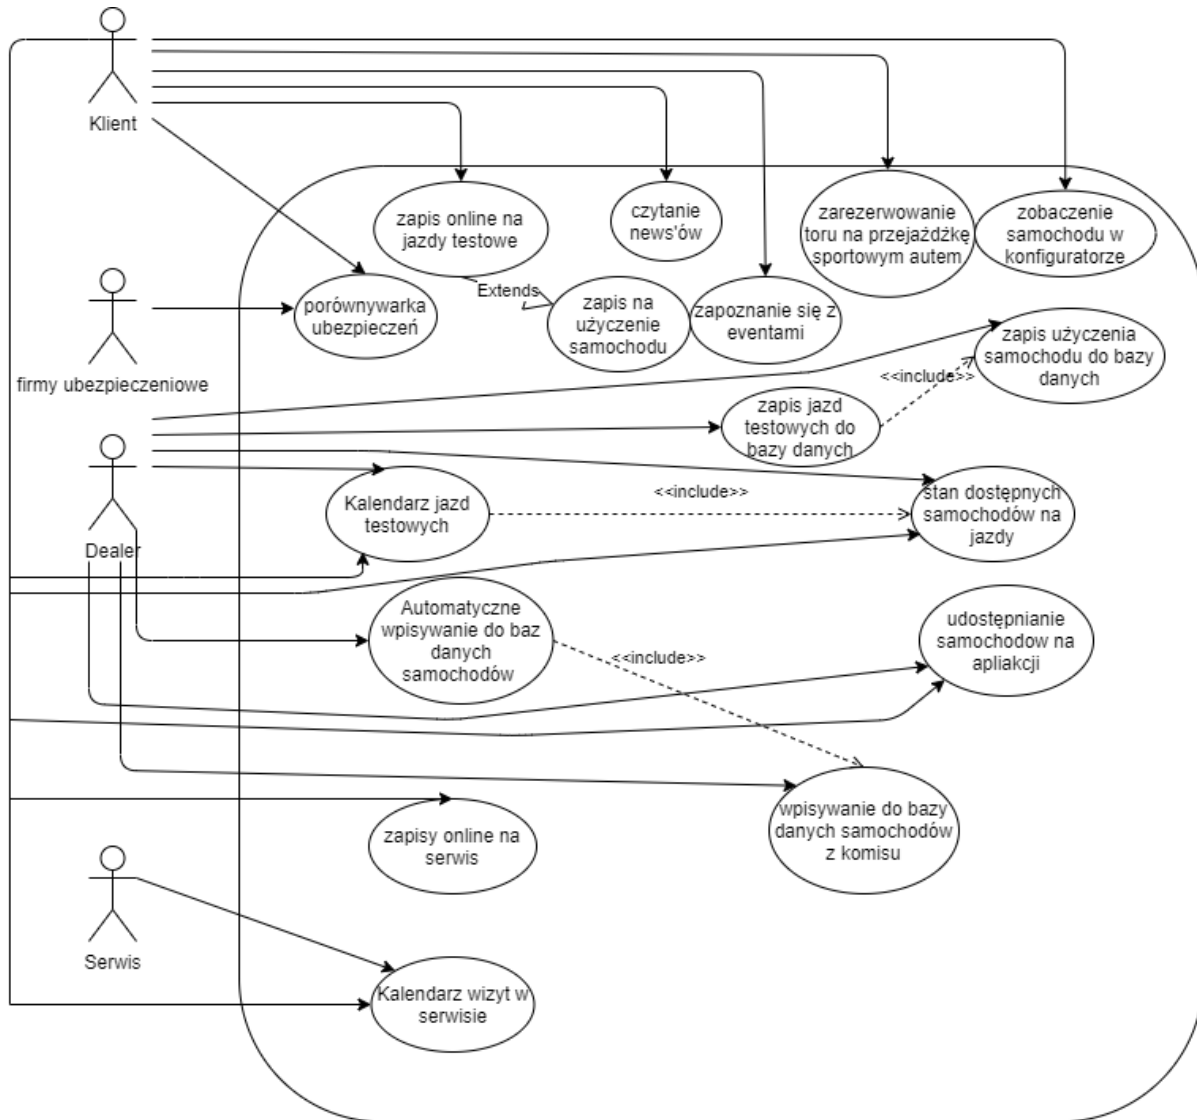 Klient
zapis online na
jazdy testowe
czytanie
news'ów
zarezerwowanie
toru na przejażdżkę
sportowym autem
zobaczenie
samochodu w
konfiguratorze
Extends
porównywarka
ubezpieczeń
zapis na
użyczenie
samochodu
zapoznanie się z
eventami
zapis użyczenia
samochodu do bazy
danych
firmy ubezpieczeniowe
<<include>>
zapis jazd
testowych do
bazy danych
Kalendarz jazd
testowych
<<include>>
stan dostępnych
samochodów na
jazdy
Dealer
Automatyczne
wpisywanie do baz
danych
samochodów
<<include>>
udostępnianie
samochodow na
apliakcji
zapisy online na
serwis
wpisywanie do bazy
danych samochodów
z komisu
Serwis
Kalendarz wizyt w
serwisie